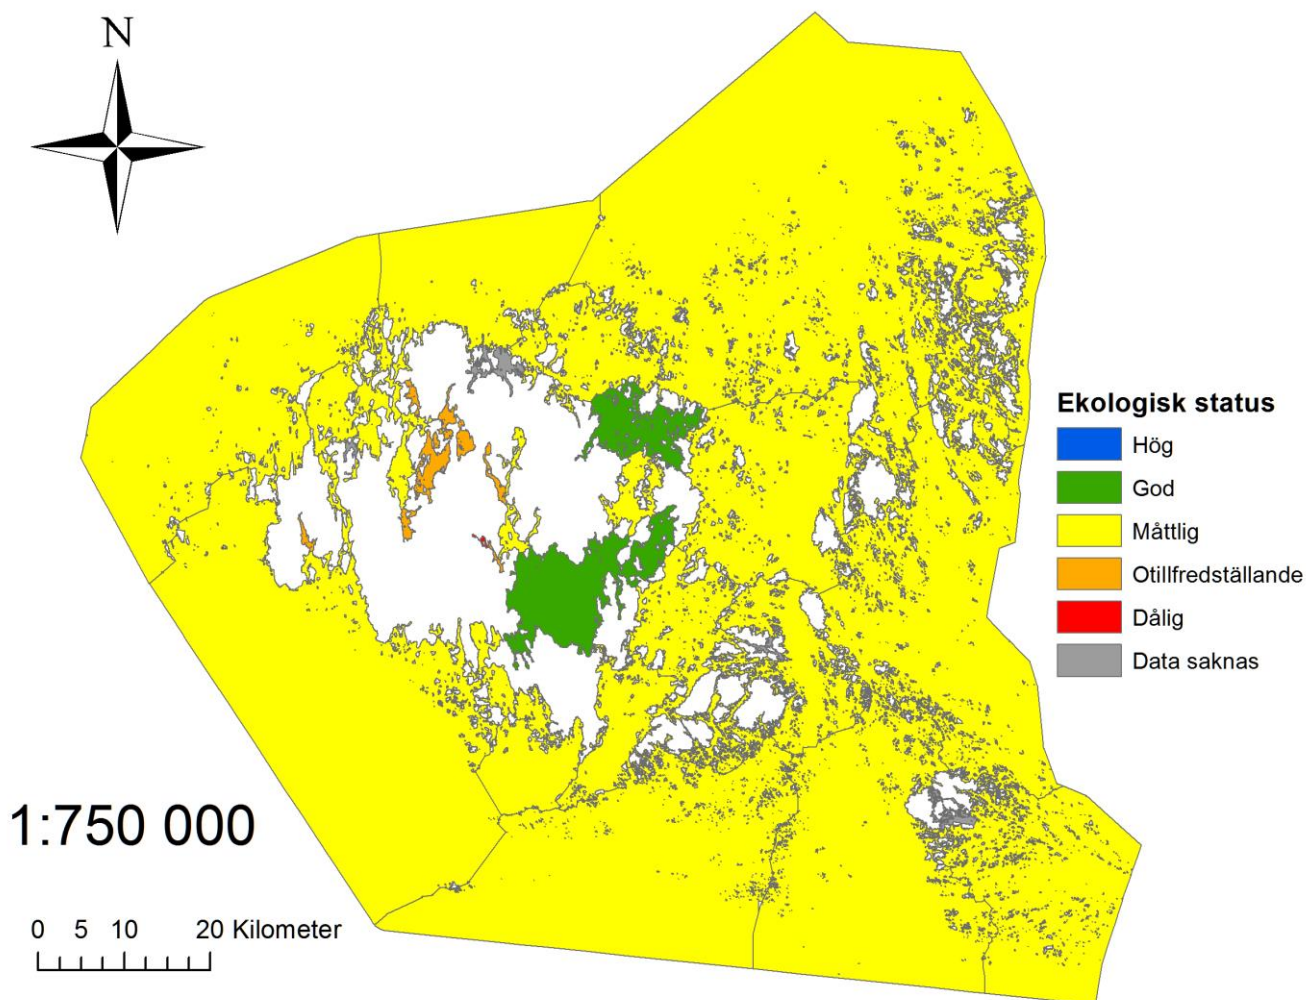 N
Ekologisk status
Hög
God
Måttlig
Otillfredställande
Dålig
Data saknas
1:750 000
0 5 10 20 Kilometer